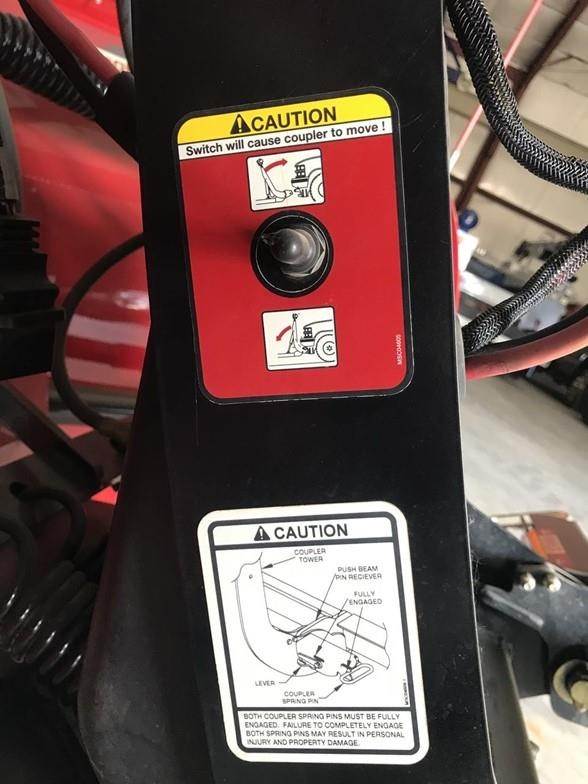 CAUTION
Switch will cause coupler to move !
MSC04605
CAUTION
COUPLER
TOWER
PUSH BEAM
PIN RECIEVER
FULLY
ENGAGED
LEVER
COUPLER
SPRING PIN
BOTH COUPLER SPRING PINS MUST BE FULLY
ENGAGED. FAILURE TO COMPLETELY ENGAGE
BOTH SPRING PINS MAY RESULT IN PERSONAL
INJURY AND PROPERTY DAMAGE.